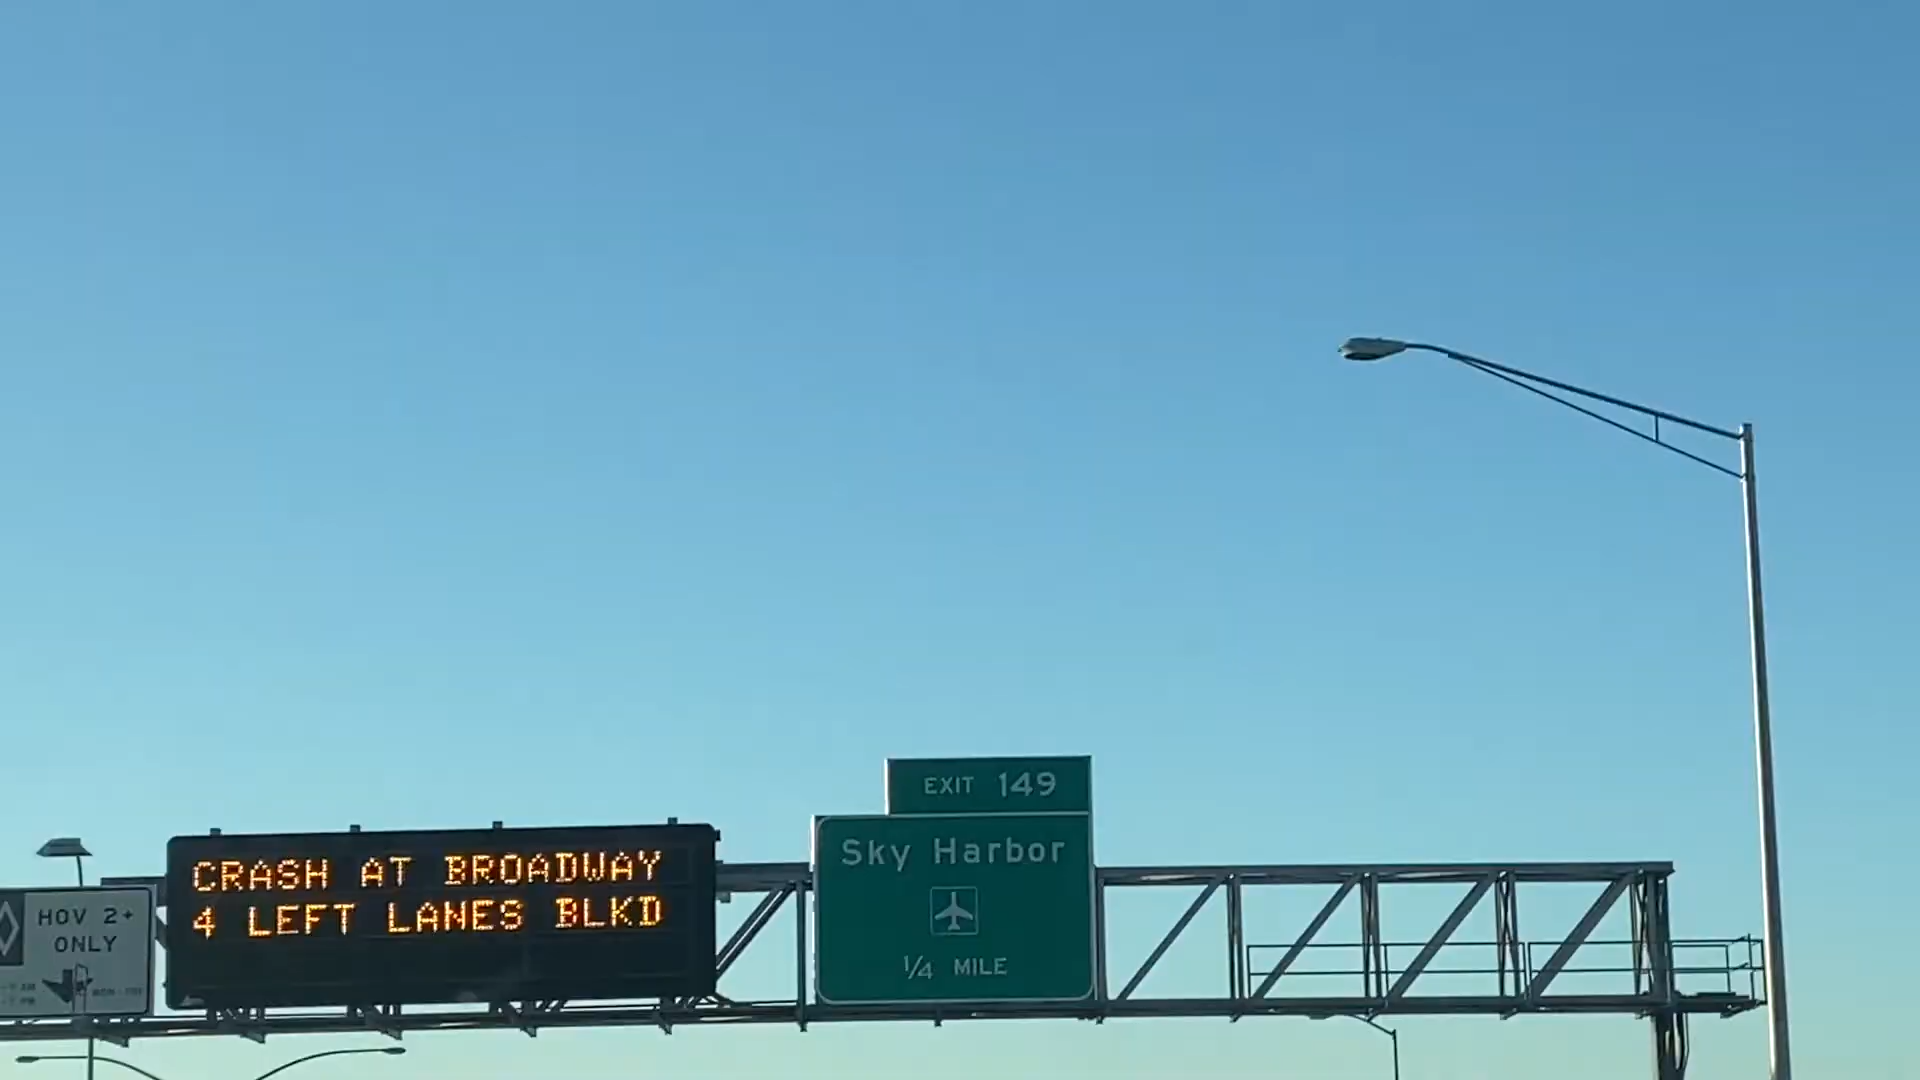 HOV 2+
ONLY
CRASH AT BROADWAY
4 LEFT LANES BLKD
EXIT 149
Sky Harbor
1/4 MILE